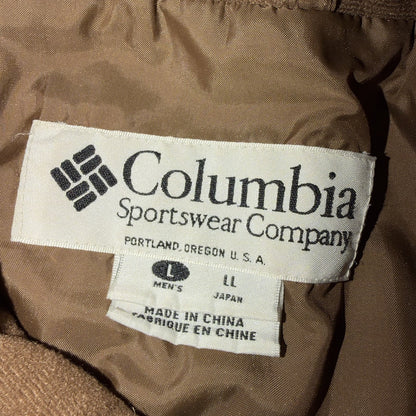 Columbia
Sportswear Company
PORTLAND, OREGON U.S.A.
L LL
MEN'S JAPAN
MADE IN CHINA
FABRIQUE EN CHINE